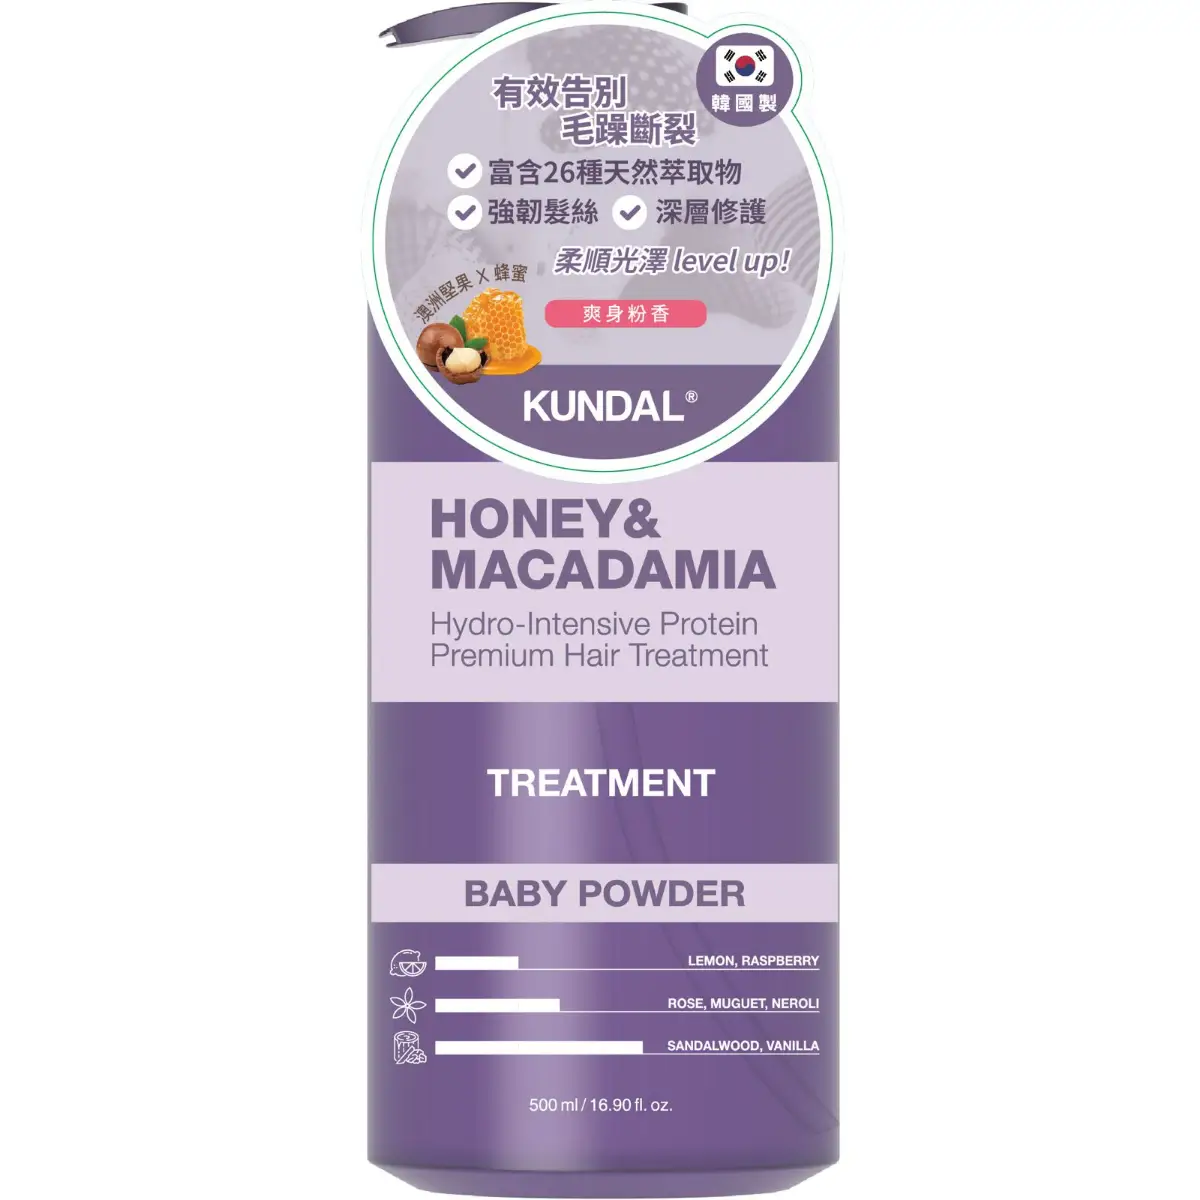 韓國製
有效告別
毛躁斷裂
富含26種天然萃取物
強韌髮絲 深層修護
柔順光澤 level up!
澳洲堅果 X 蜂蜜
爽身粉香
KUNDAL®
HONEY&
MACADAMIA
Hydro-Intensive Protein
Premium Hair Treatment
TREATMENT
BABY POWDER
LEMON, RASPBERRY
ROSE, MUGUET, NEROLI
SANDALWOOD, VANILLA
500 ml / 16.90 fl. oz.